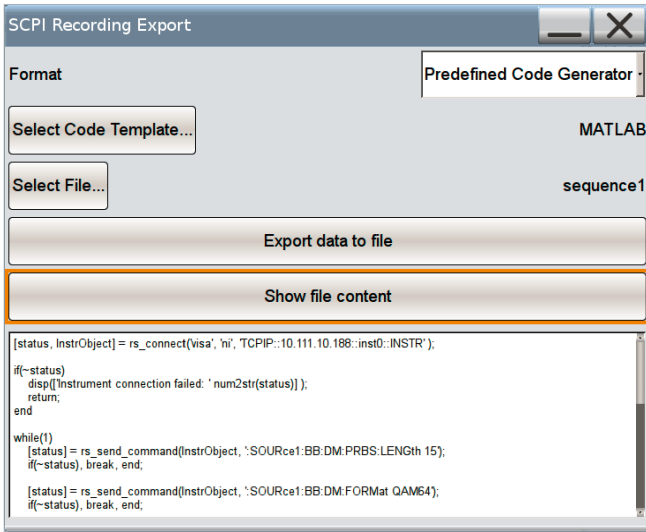 SCPI Recording Export
Format Predefined Code Generator
Select Code Template... MATLAB
Select File... sequence1
Export data to file
Show file content
[status, InstrObject] = rs_connect('visa', 'ni', 'TCPIP::10.111.10.188::inst0::INSTR' );
if(~status)
disp(['Instrument connection failed: ' num2str(status)] );
return;
end
while(1)
[status] = rs_send_command(InstrObject, ':SOURce1:BB:DM:PRBS:LENGth 15');
if(~status), break, end;
[status] = rs_send_command(InstrObject, ':SOURce1:BB:DM:FORMat QAM64');
if(~status), break, end;